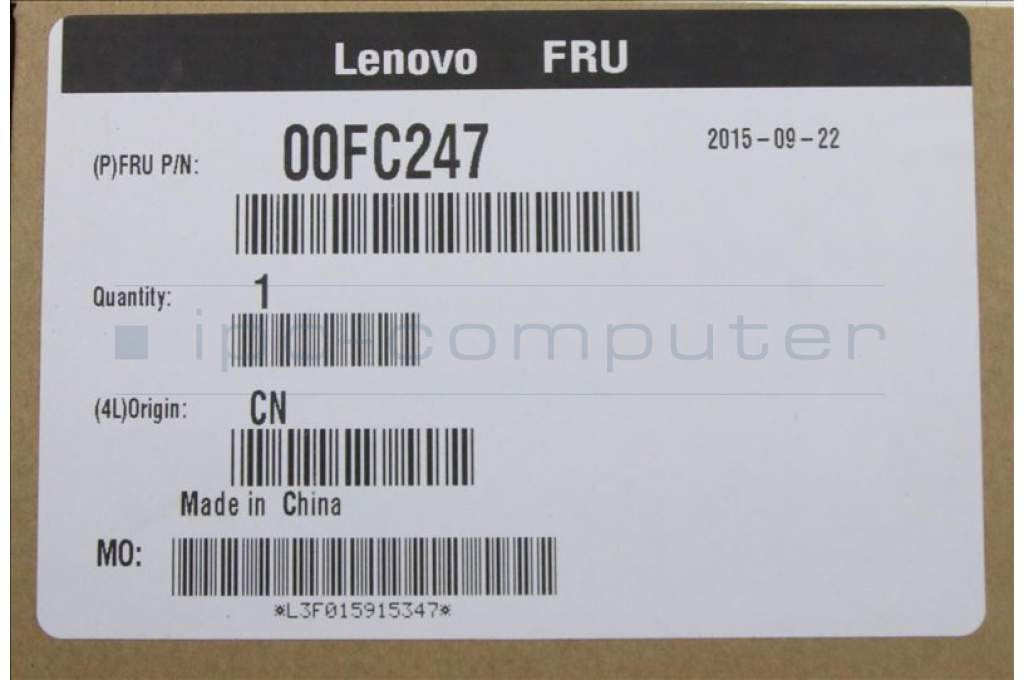 Lenovo FRU
(P)FRU P/N: 00FC247 2015-09-22
Quantity: 1
ipc-computer
(4L)Origin: CN
Made in China
MO:
*L3F015915347*